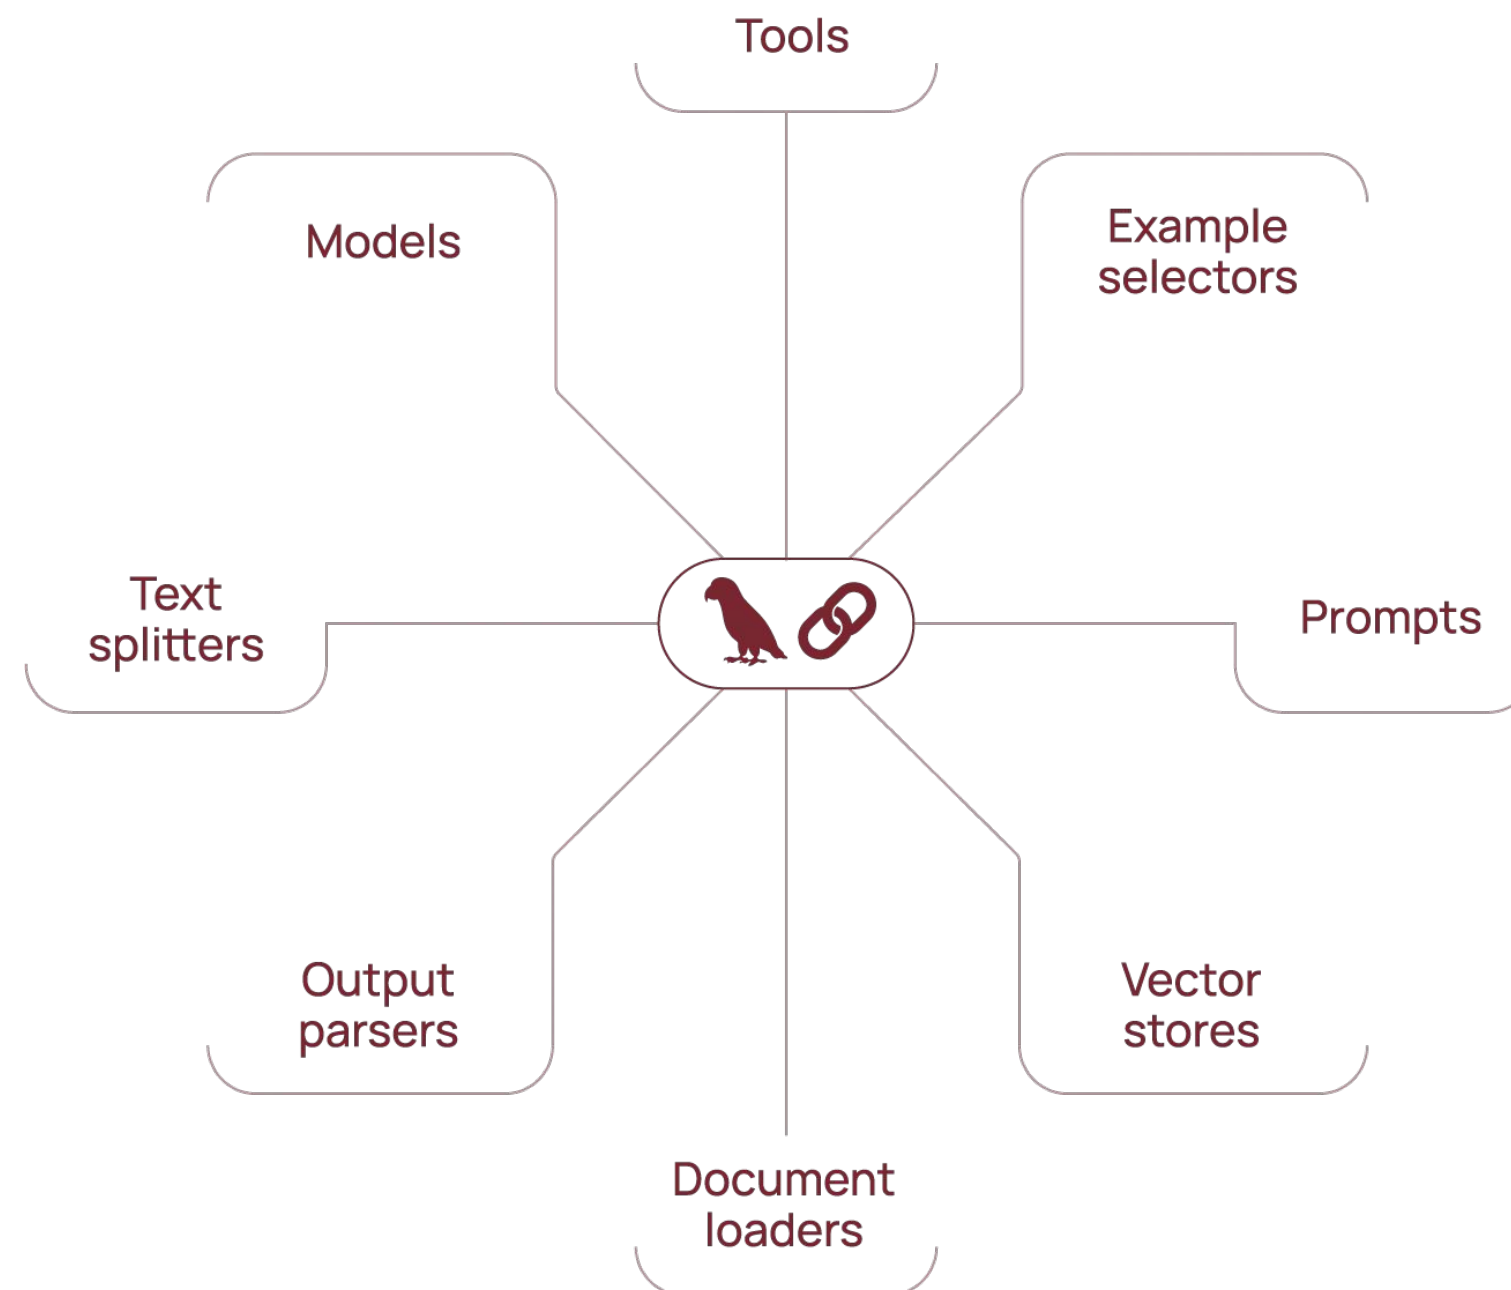 Tools
Models
Example
selectors
Text
splitters
Prompts
Output
parsers
Vector
stores
Document
loaders